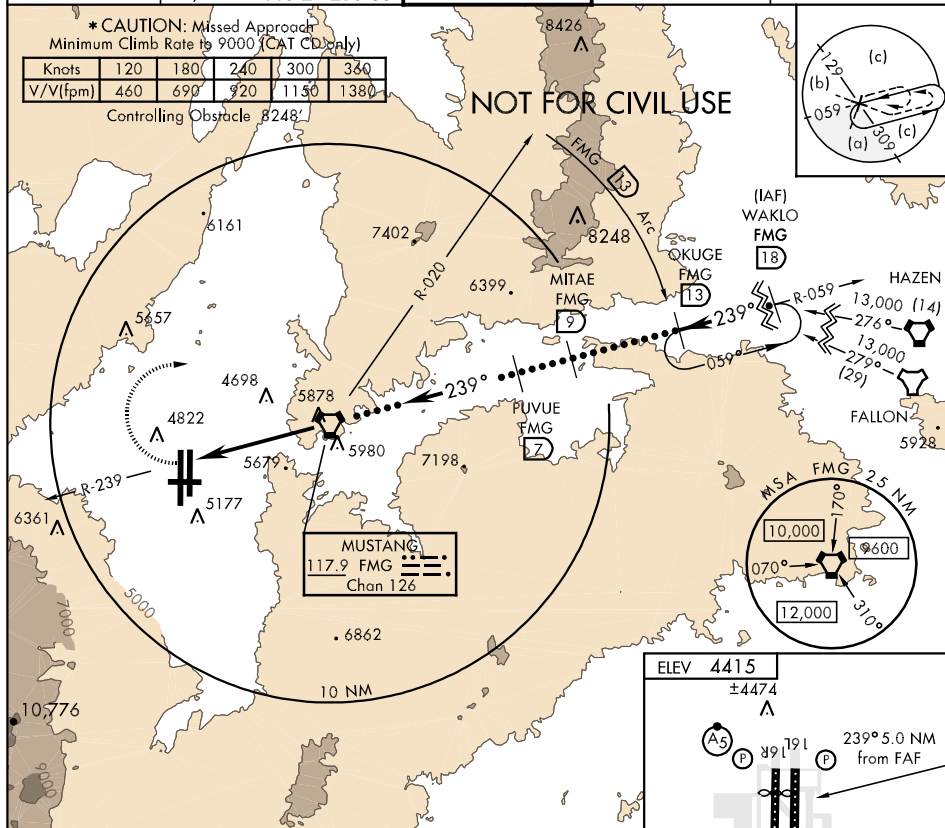 * CAUTION: Missed Approach
Minimum Climb Rate to 9000 (CAT CD only)
Knots 120 180 240 300 360
V/V(fpm) 460 690 920 1150 1380
Controlling Obstacle 8248'
8426
NOT FOR CIVIL USE
129
(c)
(b)
059
(a)
309
(c)
FMG 13 Arc
8248
6161
7402
R-020
6399
MITAE
FMG
9
OKUGE
FMG
13
(IAF)
WAKLO
FMG
18
R-059
HAZEN
13,000 (14)
276°
13,000
279°
(29)
FALLON
5928
239°
059°
239°
5657
4698
4822
5878
5980
5679
PUVUE
FMG
7
7198
R-239
5177
6361
MUSTANG
117.9 FMG
Chan 126
5000
7000
9000
6862
10 NM
10,776
MSA FMG 25 NM
170°
10,000
9600
070°
12,000
310°
ELEV 4415
±4474
A5
P
16R
16L
P
239° 5.0 NM
from FAF